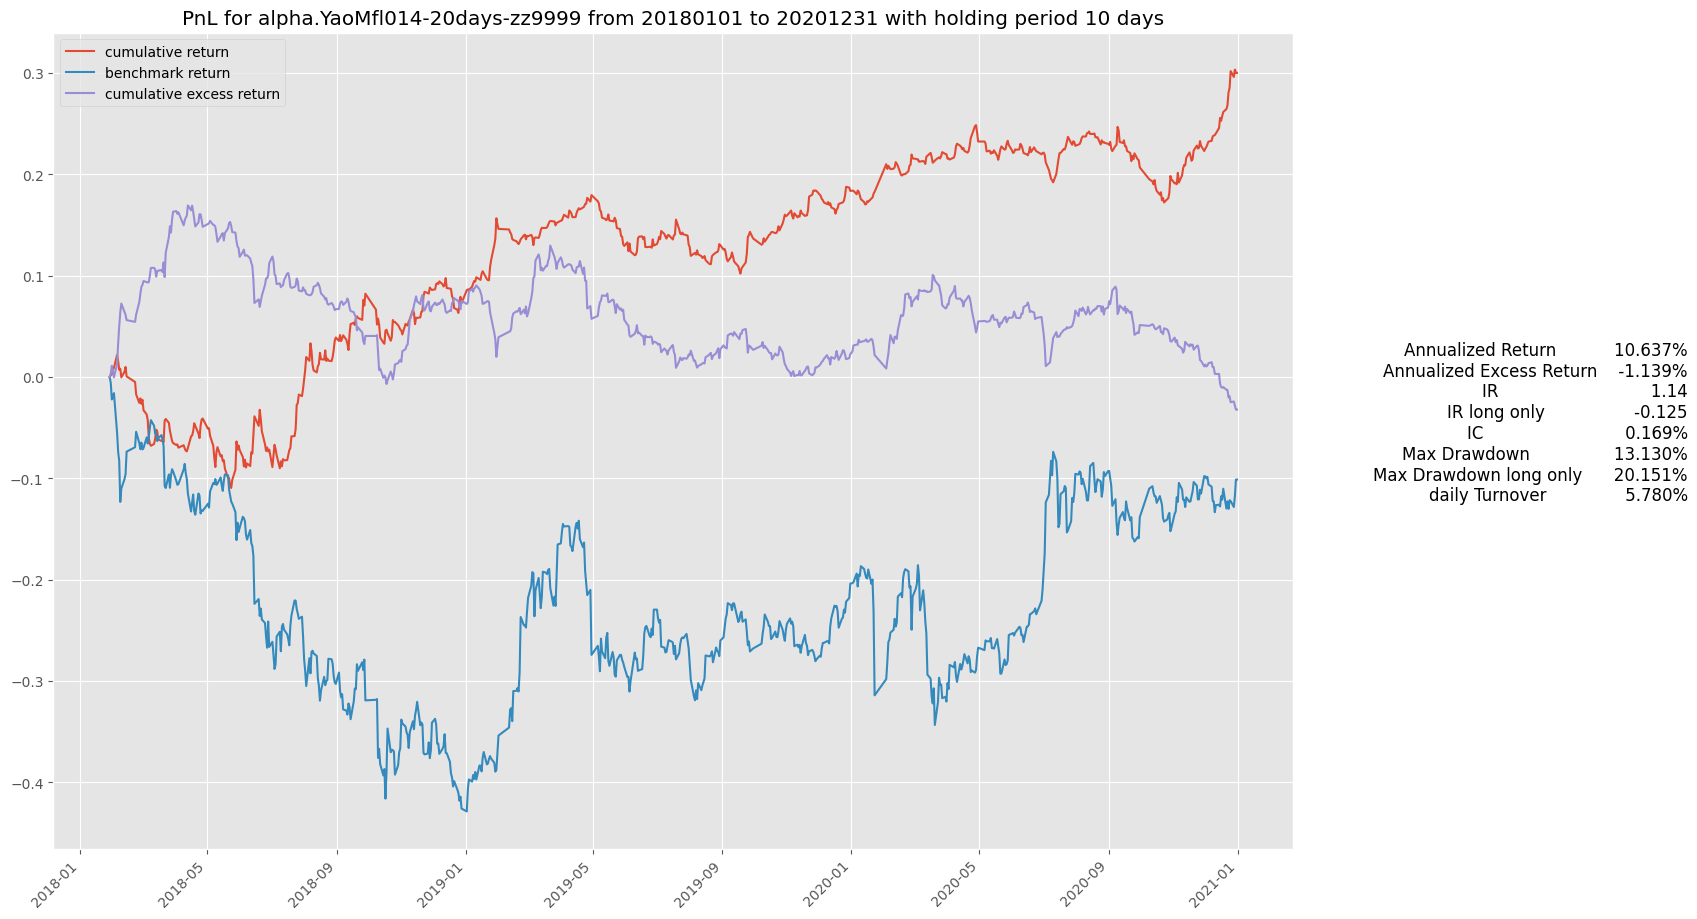 PnL for alpha.YaoMfl014-20days-zz9999 from 20180101 to 20201231 with holding period 10 days
cumulative return
benchmark return
cumulative excess return
0.3
0.2
0.1
0.0
−0.1
−0.2
−0.3
−0.4
2018-01
2018-05
2018-09
2019-01
2019-05
2019-09
2020-01
2020-05
2020-09
2021-01
Annualized Return 10.637%
Annualized Excess Return -1.139%
IR 1.14
IR long only -0.125
IC 0.169%
Max Drawdown 13.130%
Max Drawdown long only 20.151%
daily Turnover 5.780%